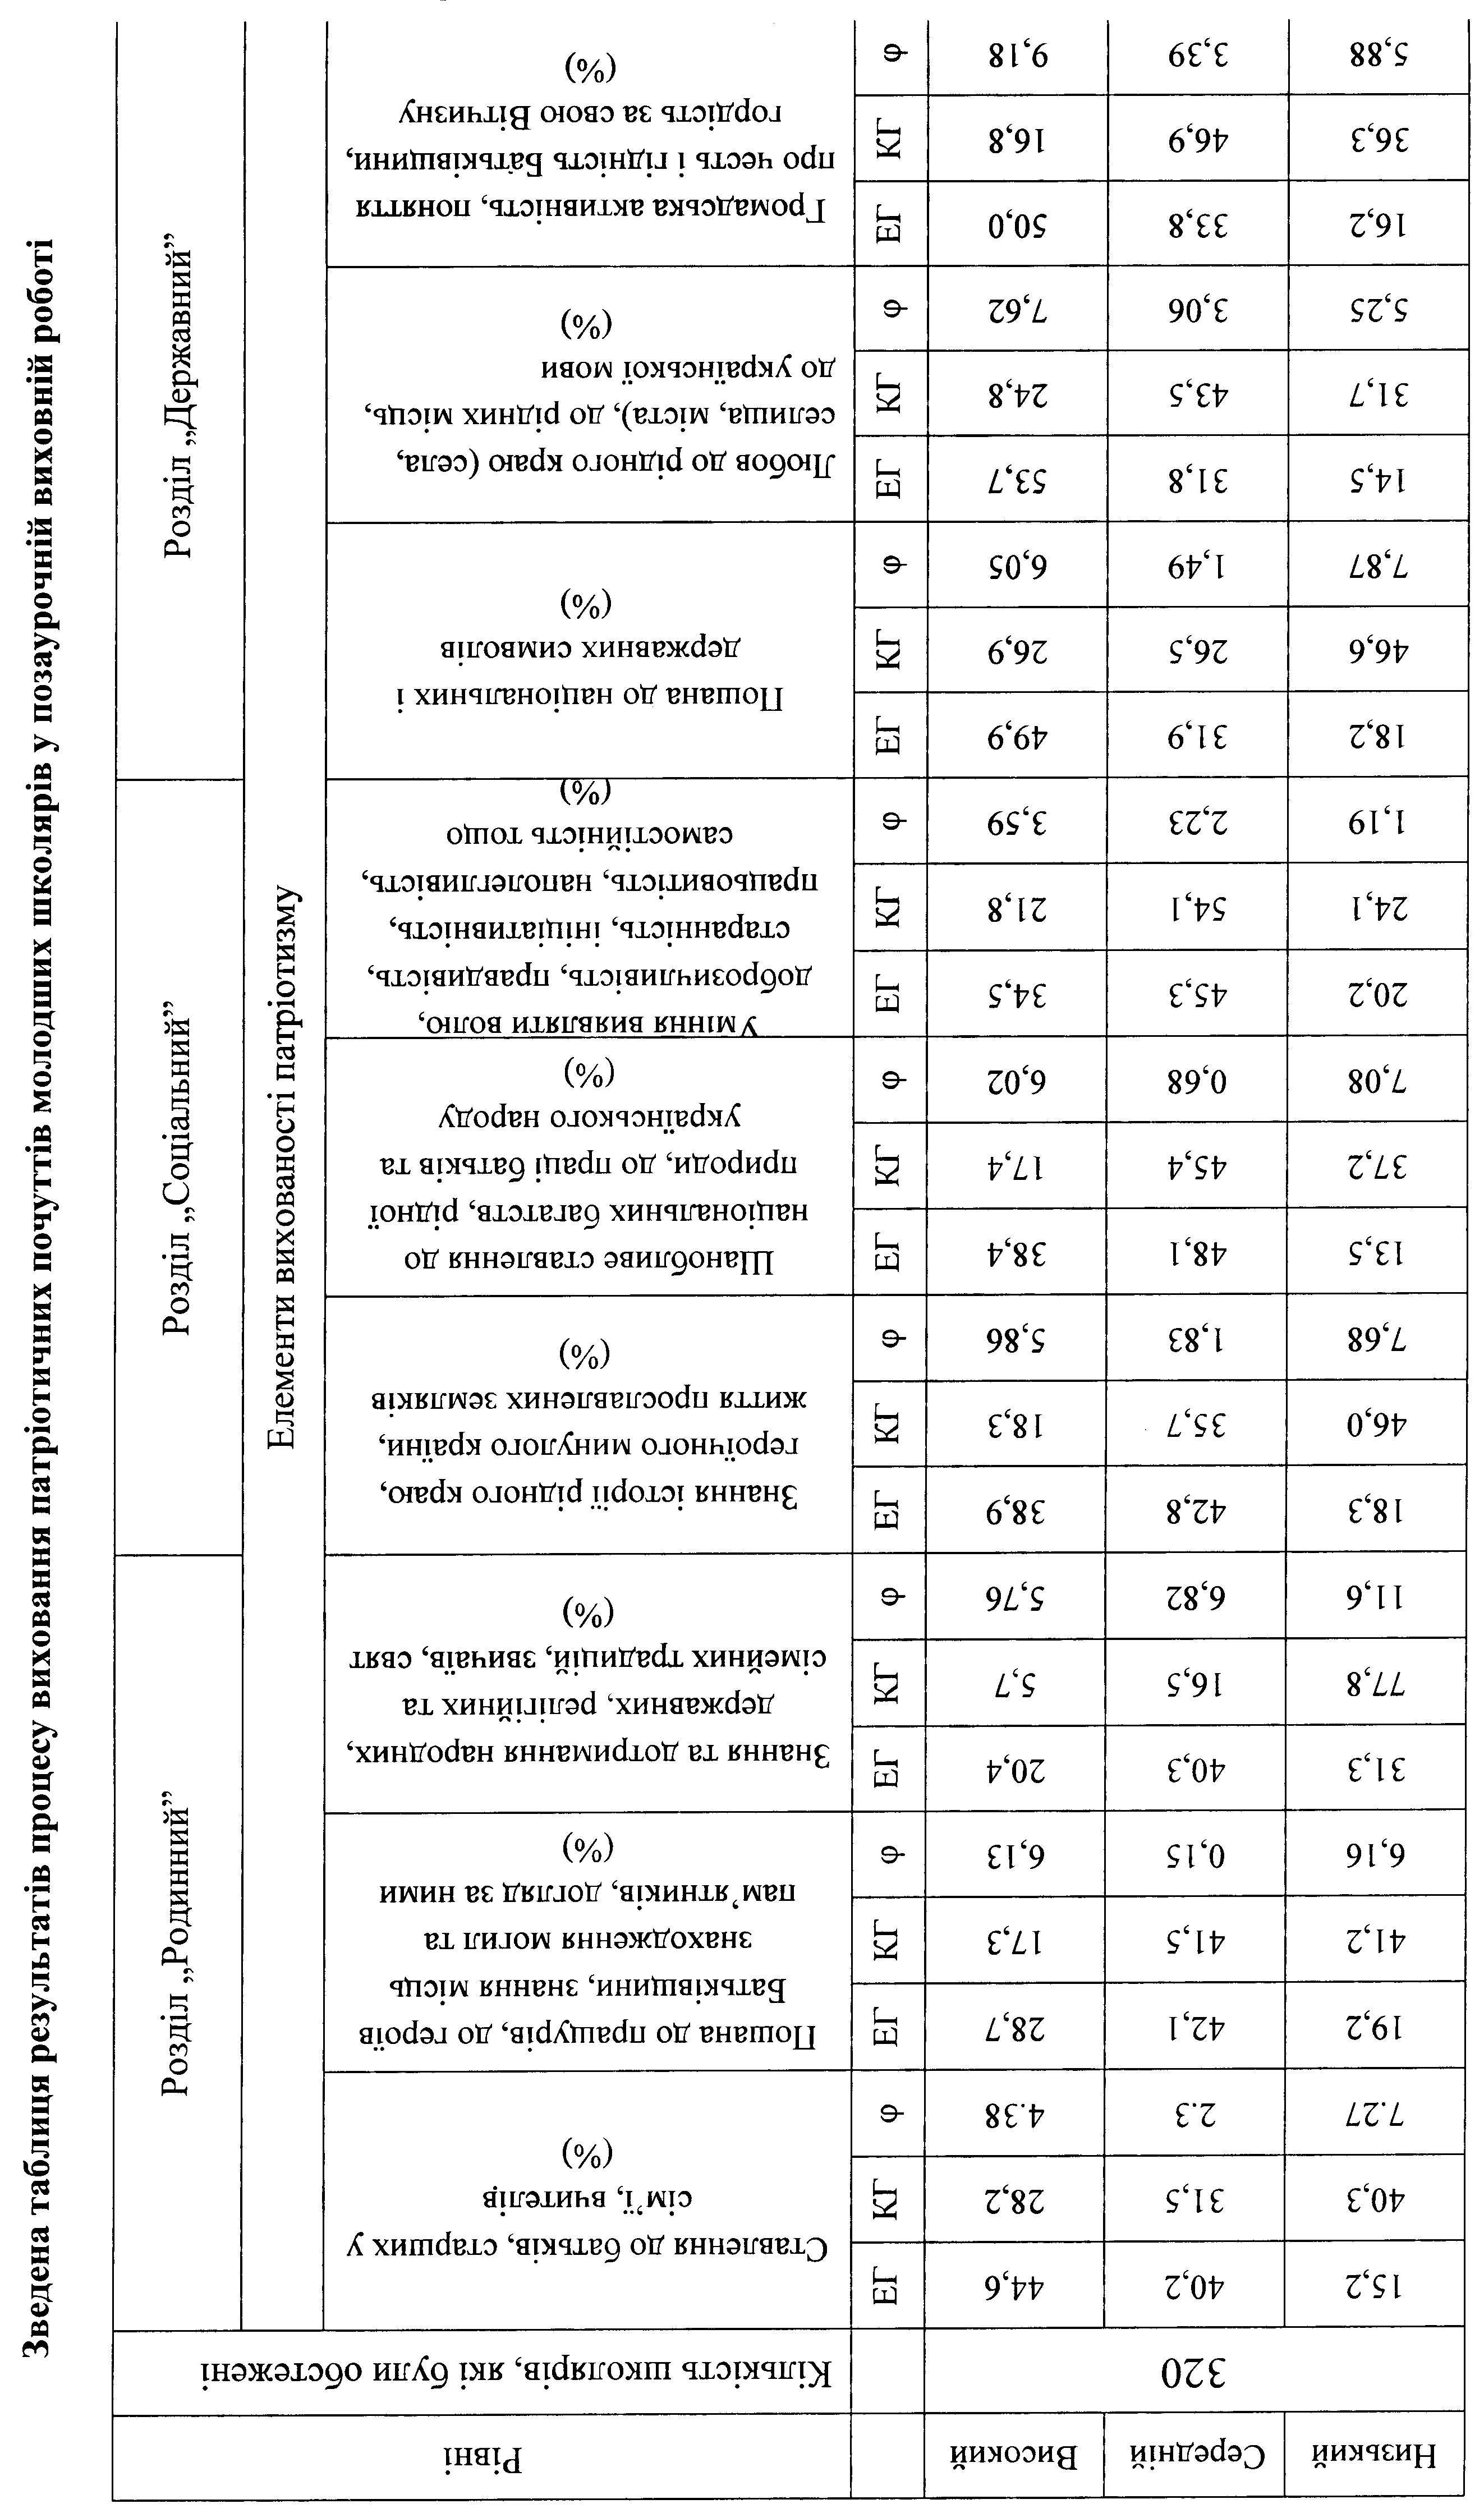 Зведена таблиця результатів процесу виховання патріотичних почуттів молодших школярів у позаурочній виховній роботі
Рівні
Кількість школярів, які були обстежені
Розділ „Родинний”
Розділ „Соціальний”
Розділ „Державний”
Елементи вихованості патріотизму
Ставлення до батьків, старших у
сім’ї, вчителів
(%)
Пошана до пращурів, до героїв
Батьківщини, знання місць
знаходження могил та
пам’ятників, догляд за ними
(%)
Знання та дотримання народних,
державних, релігійних та
сімейних традицій, звичаїв, свят
(%)
Знання історії рідного краю,
героїчного минулого країни,
життя прославлених земляків
(%)
Шанобливе ставлення до
національних багатств, рідної
природи, до праці батьків та
українського народу
(%)
Уміння виявляти волю,
доброзичливість, правдивість,
старанність, ініціативність,
працьовитість, наполегливість,
самостійність тощо
(%)
Пошана до національних і
державних символів
(%)
Любов до рідного краю (села,
селища, міста), до рідних місць,
до української мови
(%)
Громадська активність, поняття
про честь і гідність Батьківщини,
гордість за свою Вітчизну
(%)
ЕГ КГ φ ЕГ КГ φ ЕГ КГ φ ЕГ КГ φ ЕГ КГ φ ЕГ КГ φ ЕГ КГ φ ЕГ КГ φ ЕГ КГ φ
Високий 320 44,6 28,2 4.38 28,7 17,3 6,13 20,4 5,7 5,76 38,9 18,3 5,86 38,4 17,4 6,02 34,5 21,8 3,59 49,9 26,9 6,05 53,7 24,8 7,62 50,0 16,8 9,18
Середній 40,2 31,5 2.3 42,1 41,5 0,15 40,3 16,5 6,82 42,8 35,7 1,83 48,1 45,4 0,68 45,3 54,1 2,23 31,9 26,5 1,49 31,8 43,5 3,06 33,8 46,9 3,39
Низький 15,2 40,3 7.27 19,2 41,2 6,16 31,3 77,8 11,6 18,3 46,0 7,68 13,5 37,2 7,08 20,2 24,1 1,19 18,2 46,6 7,87 14,5 31,7 5,25 16,2 36,3 5,88